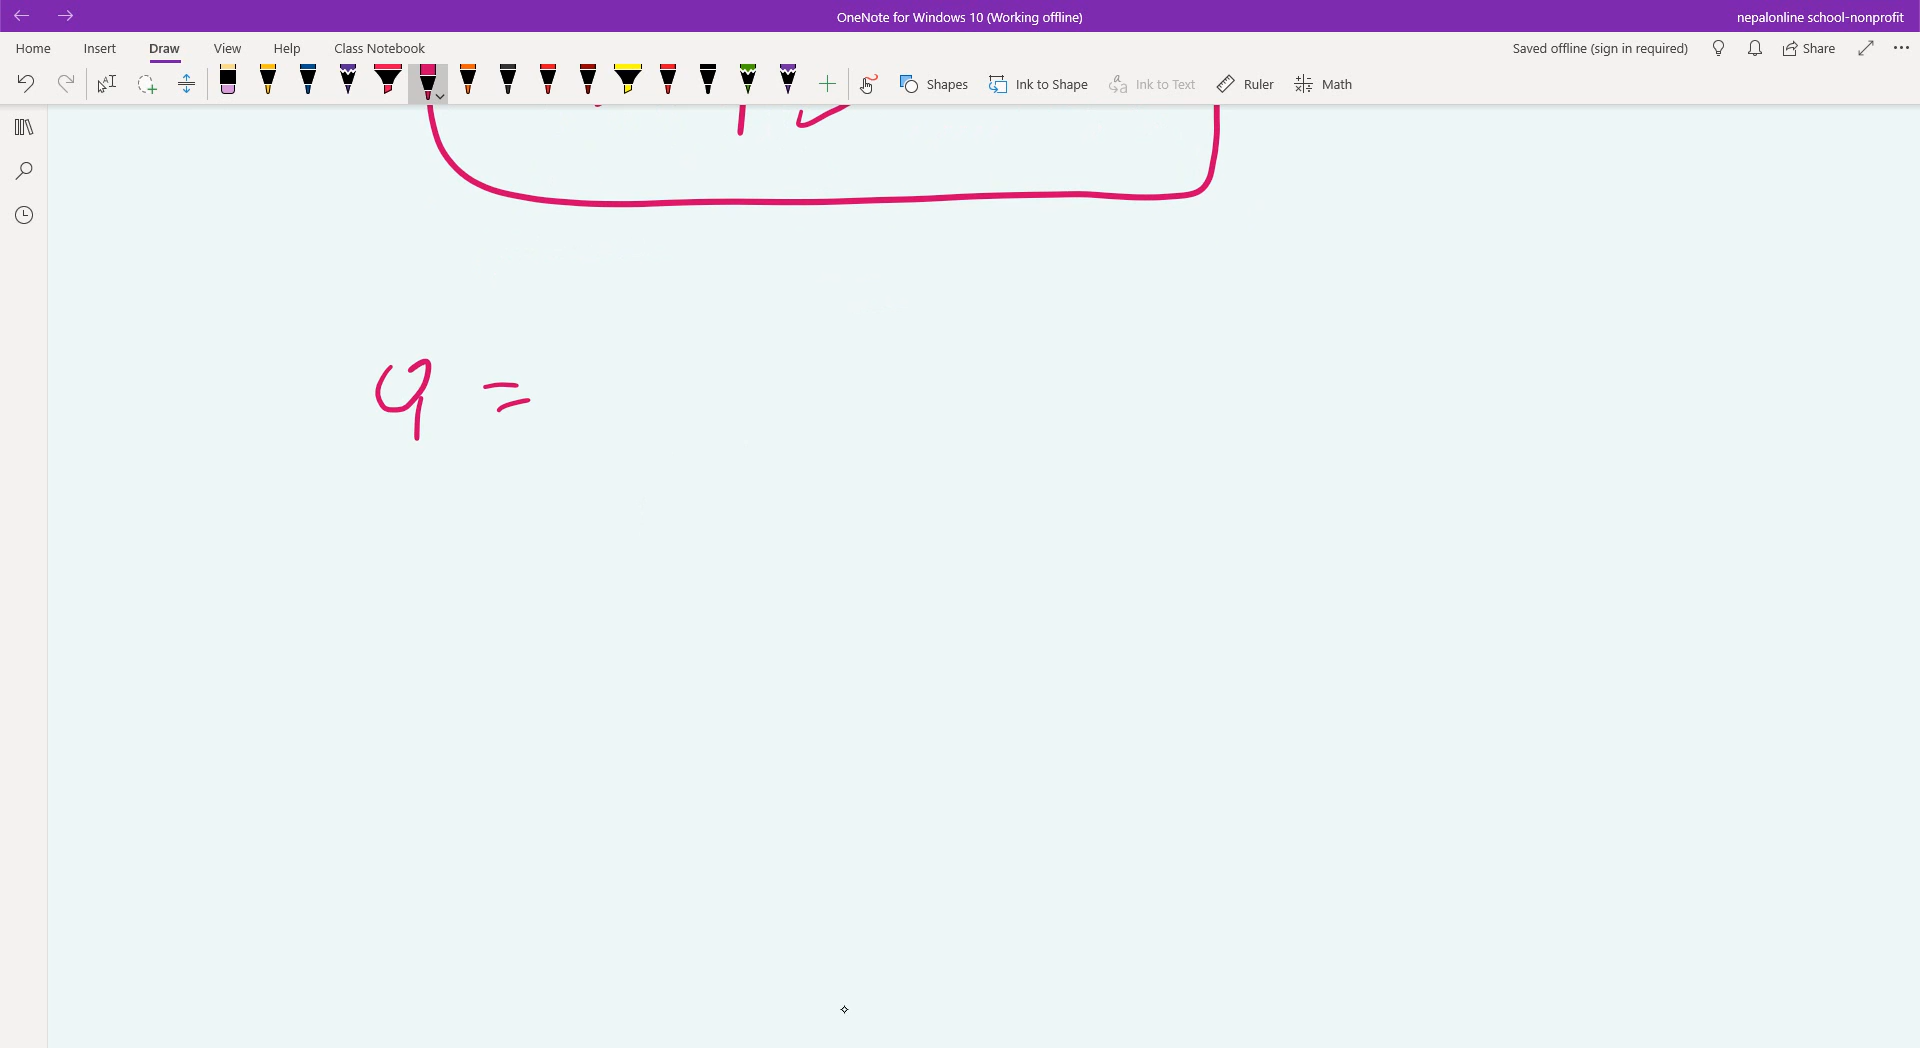 OneNote for Windows 10 (Working offline)
nepalonline school-nonprofit
Home Insert Draw View Help Class Notebook
Saved offline (sign in required) Share
Shapes Ink to Shape Ink to Text Ruler Math
q =